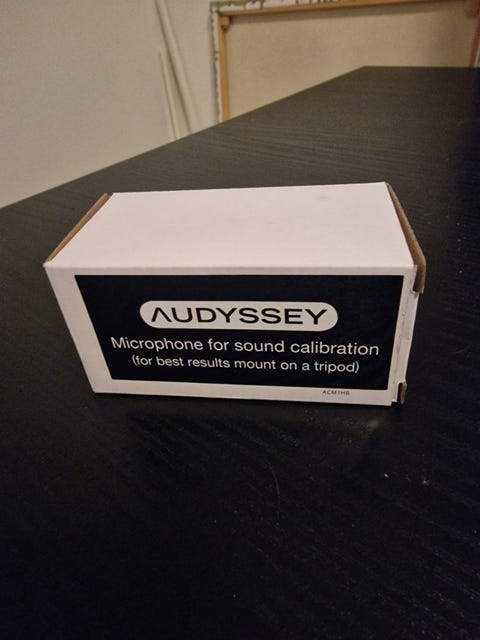 AUDYSSEY
Microphone for sound calibration
(for best results mount on a tripod)
ACM1HB